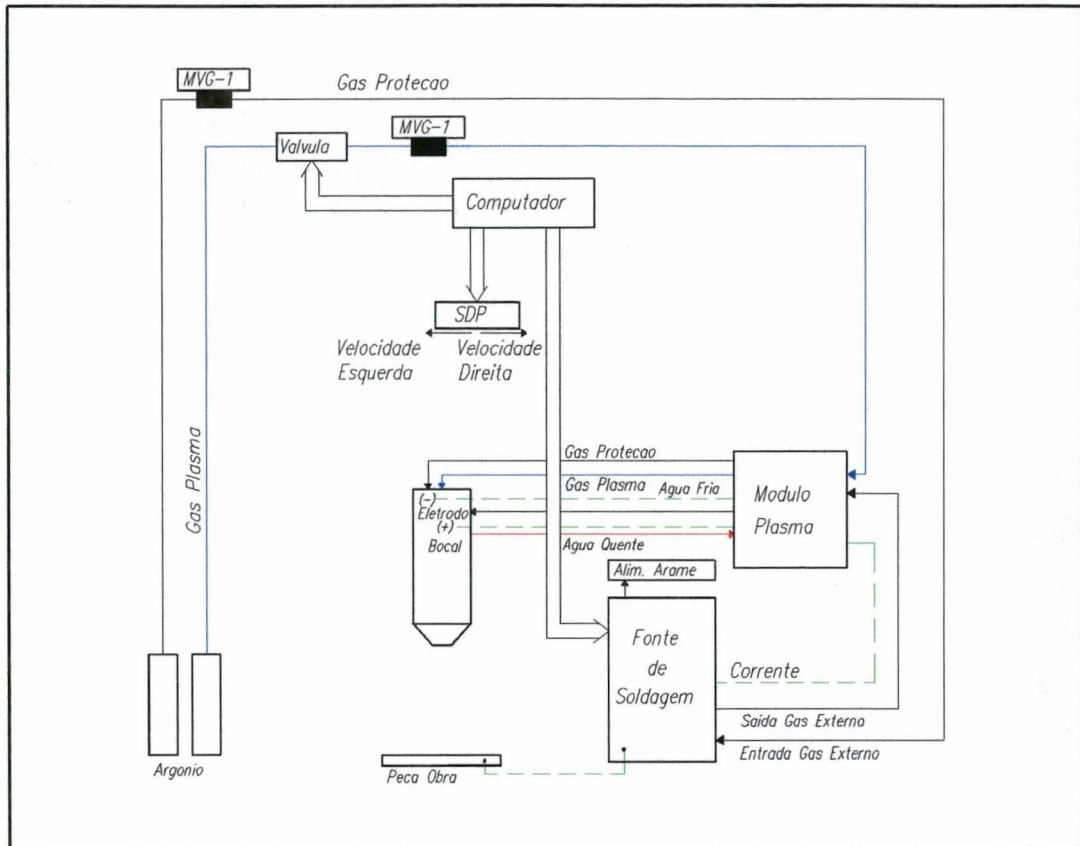 MVG-1
Gas Protecao
MVG-1
Valvula
Computador
SDP
Velocidade
Esquerda
Velocidade
Direita
Gas Plasma
Gas Protecao
Gas Plasma
Agua Fria
(-)
Eletrodo
(+)
Bocal
Agua Quente
Modulo
Plasma
Alim. Arame
Fonte
de
Soldagem
Corrente
Saida Gas Externo
Entrada Gas Externo
Argonio
Peca Obra